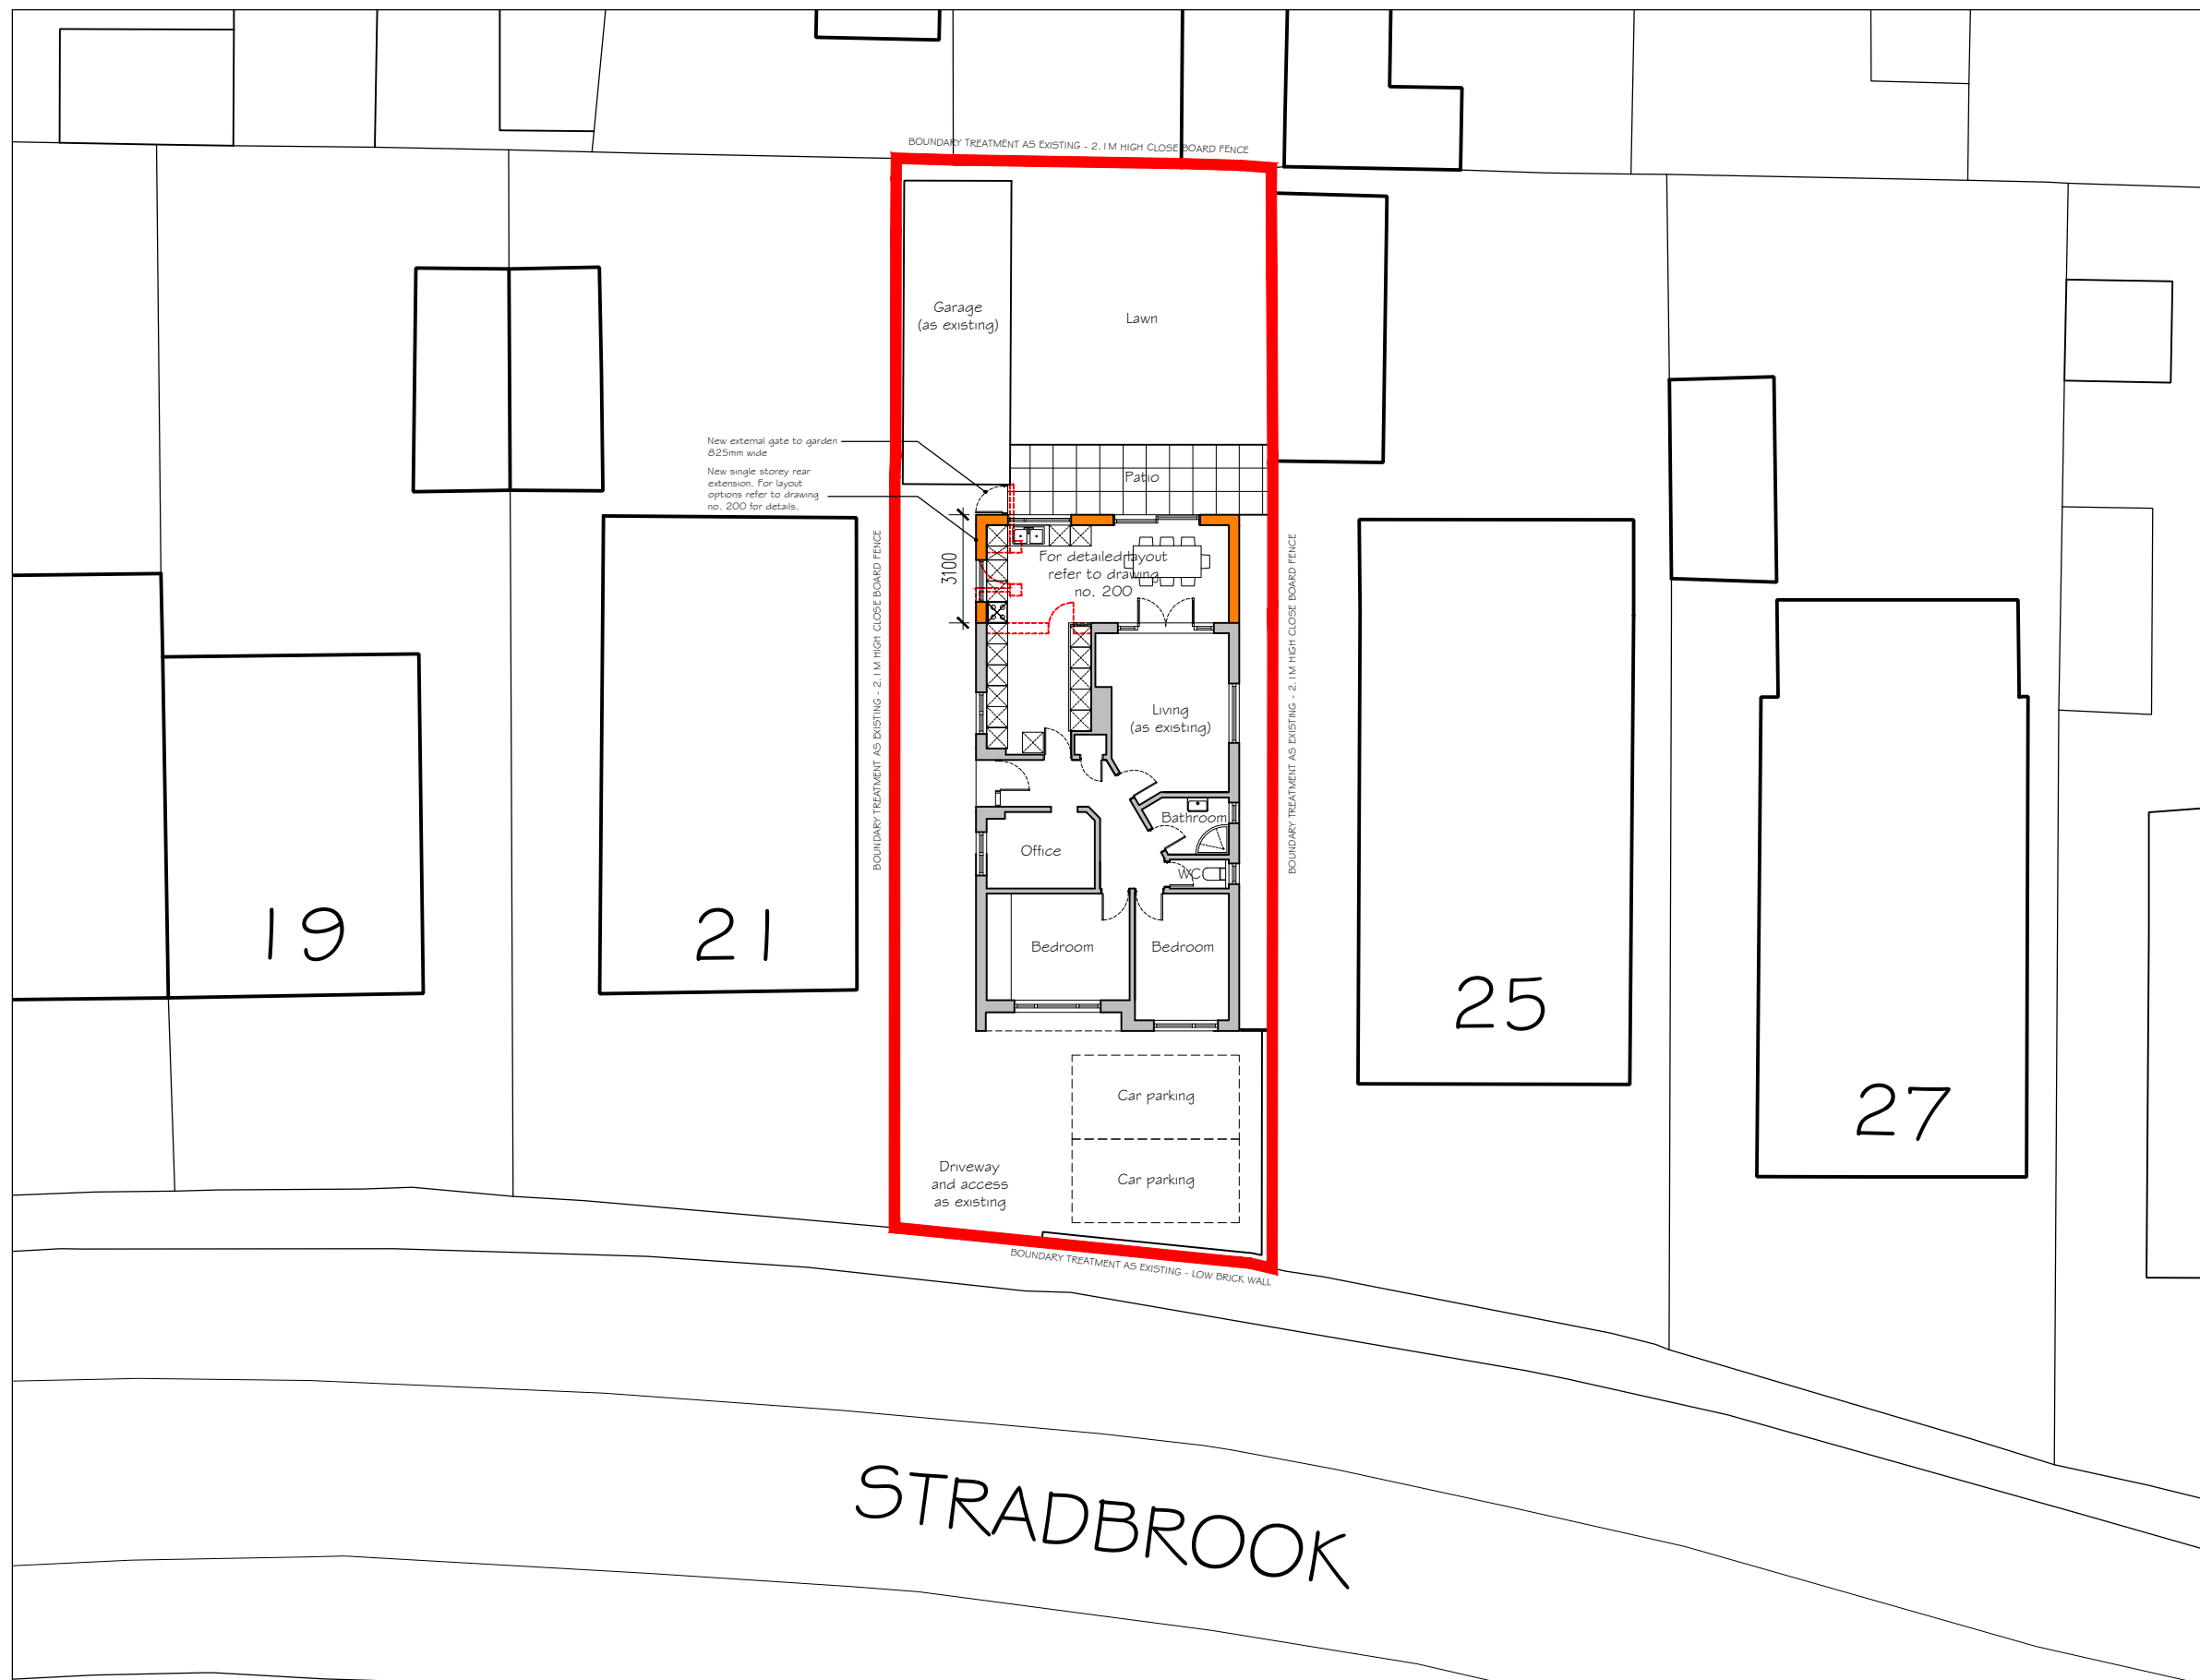 BOUNDARY TREATMENT AS EXISTING - 2.1M HIGH CLOSE BOARD FENCE
Garage
(as existing)
Lawn
New external gate to garden
825mm wide
New single storey rear
extension. For layout
options refer to drawing
no. 200 for details.
Patio
3100
For detailed layout
refer to drawing
no. 200
BOUNDARY TREATMENT AS EXISTING - 2.1M HIGH CLOSE BOARD FENCE
BOUNDARY TREATMENT AS EXISTING - 2.1M HIGH CLOSE BOARD FENCE
Living
(as existing)
Bathroom
Office
WC
Bedroom
Bedroom
19
21
25
27
Car parking
Car parking
Driveway
and access
as existing
BOUNDARY TREATMENT AS EXISTING - LOW BRICK WALL
STRADBROOK